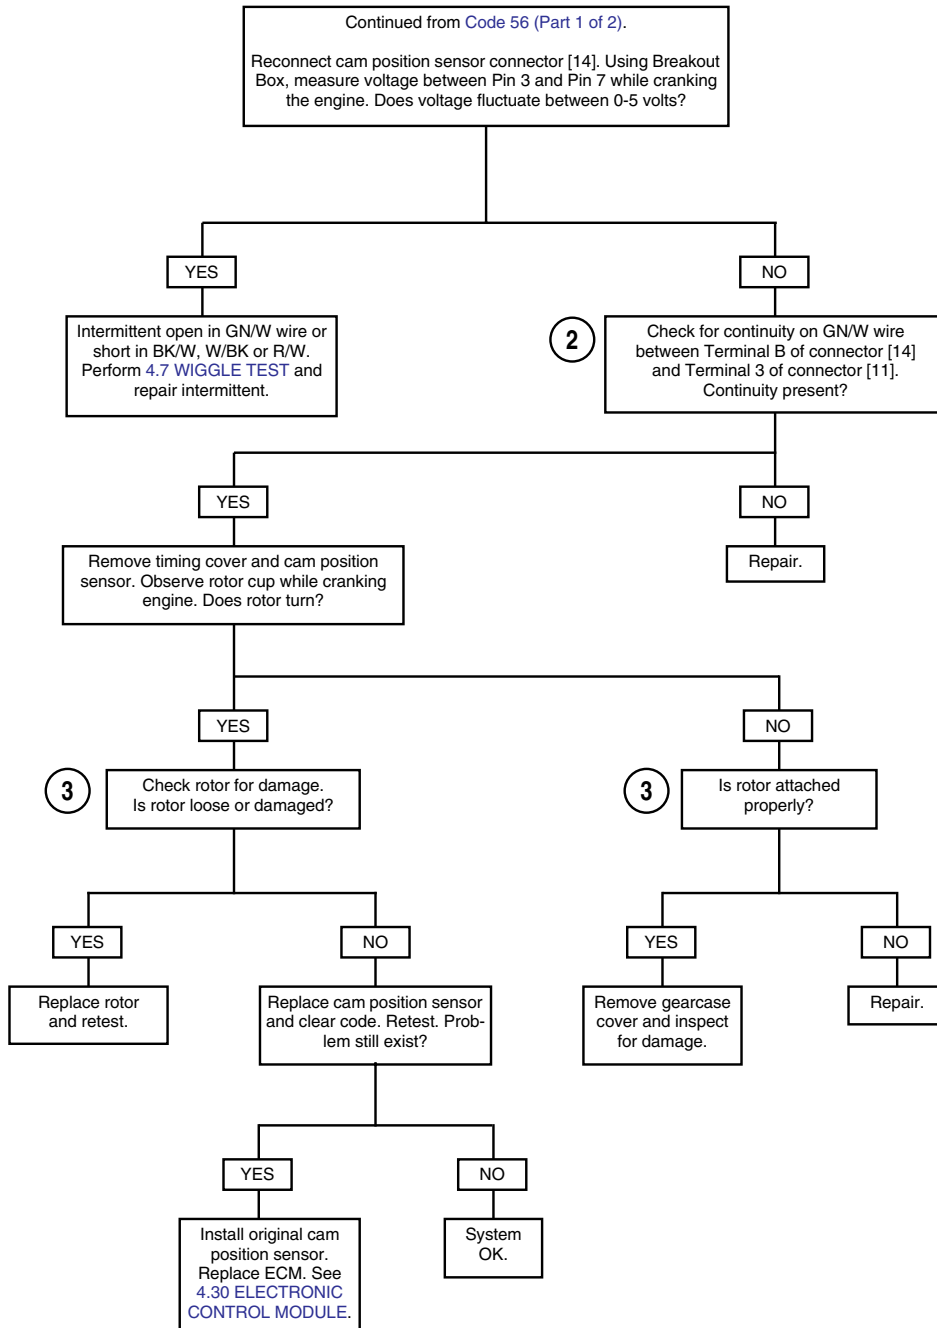 Continued from Code 56 (Part 1 of 2).
Reconnect cam position sensor connector [14]. Using Breakout
Box, measure voltage between Pin 3 and Pin 7 while cranking
the engine. Does voltage fluctuate between 0-5 volts?
YES
NO
Intermittent open in GN/W wire or
short in BK/W, W/BK or R/W.
Perform 4.7 WIGGLE TEST and
repair intermittent.
2
Check for continuity on GN/W wire
between Terminal B of connector [14]
and Terminal 3 of connector [11].
Continuity present?
YES
NO
Remove timing cover and cam position
sensor. Observe rotor cup while cranking
engine. Does rotor turn?
Repair.
YES
NO
3
Check rotor for damage.
Is rotor loose or damaged?
3
Is rotor attached
properly?
YES
NO
YES
NO
Replace rotor
and retest.
Replace cam position sensor
and clear code. Retest. Prob-
lem still exist?
Remove gearcase
cover and inspect
for damage.
Repair.
YES
NO
Install original cam
position sensor.
Replace ECM. See
4.30 ELECTRONIC
CONTROL MODULE.
System
OK.